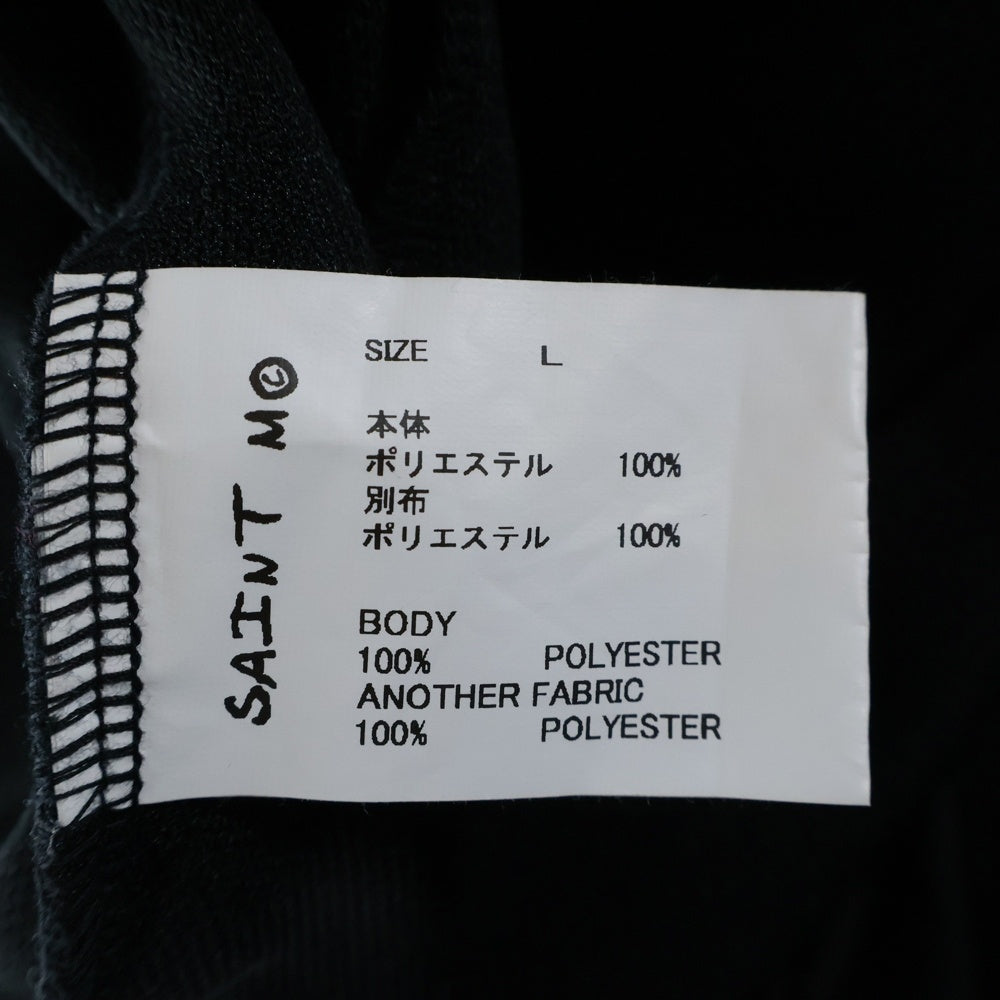 SAINT M©
SIZE L
本体
ポリエステル 100%
別布
ポリエステル 100%
BODY
100% POLYESTER
ANOTHER FABRIC
100% POLYESTER